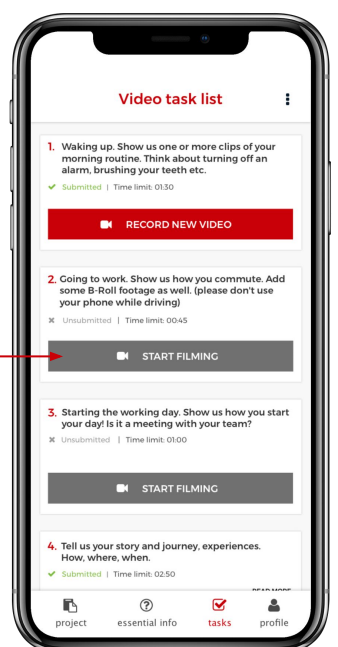 Video task list
1. Waking up. Show us one or more clips of your
morning routine. Think about turning off an
alarm, brushing your teeth etc.
Submitted | Time limit: 01:30
RECORD NEW VIDEO
2. Going to work. Show us how you commute. Add
some B-Roll footage as well. (please don't use
your phone while driving)
Unsubmitted | Time limit: 00:45
START FILMING
3. Starting the working day. Show us how you start
your day! Is it a meeting with your team?
Unsubmitted | Time limit: 01:00
START FILMING
4. Tell us your story and journey, experiences.
How, where, when.
Submitted | Time limit: 02:50
READ MORE
project essential info tasks profile